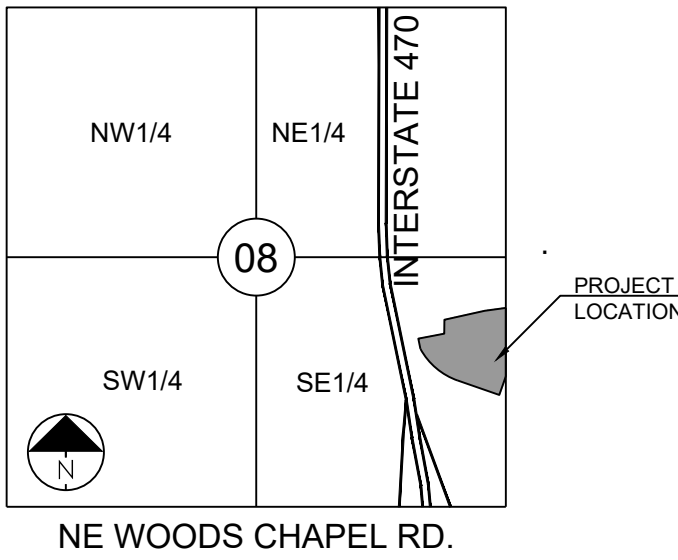 NW1/4
NE1/4
INTERSTATE 470
08
PROJECT
LOCATION
SW1/4
SE1/4
N
NE WOODS CHAPEL RD.